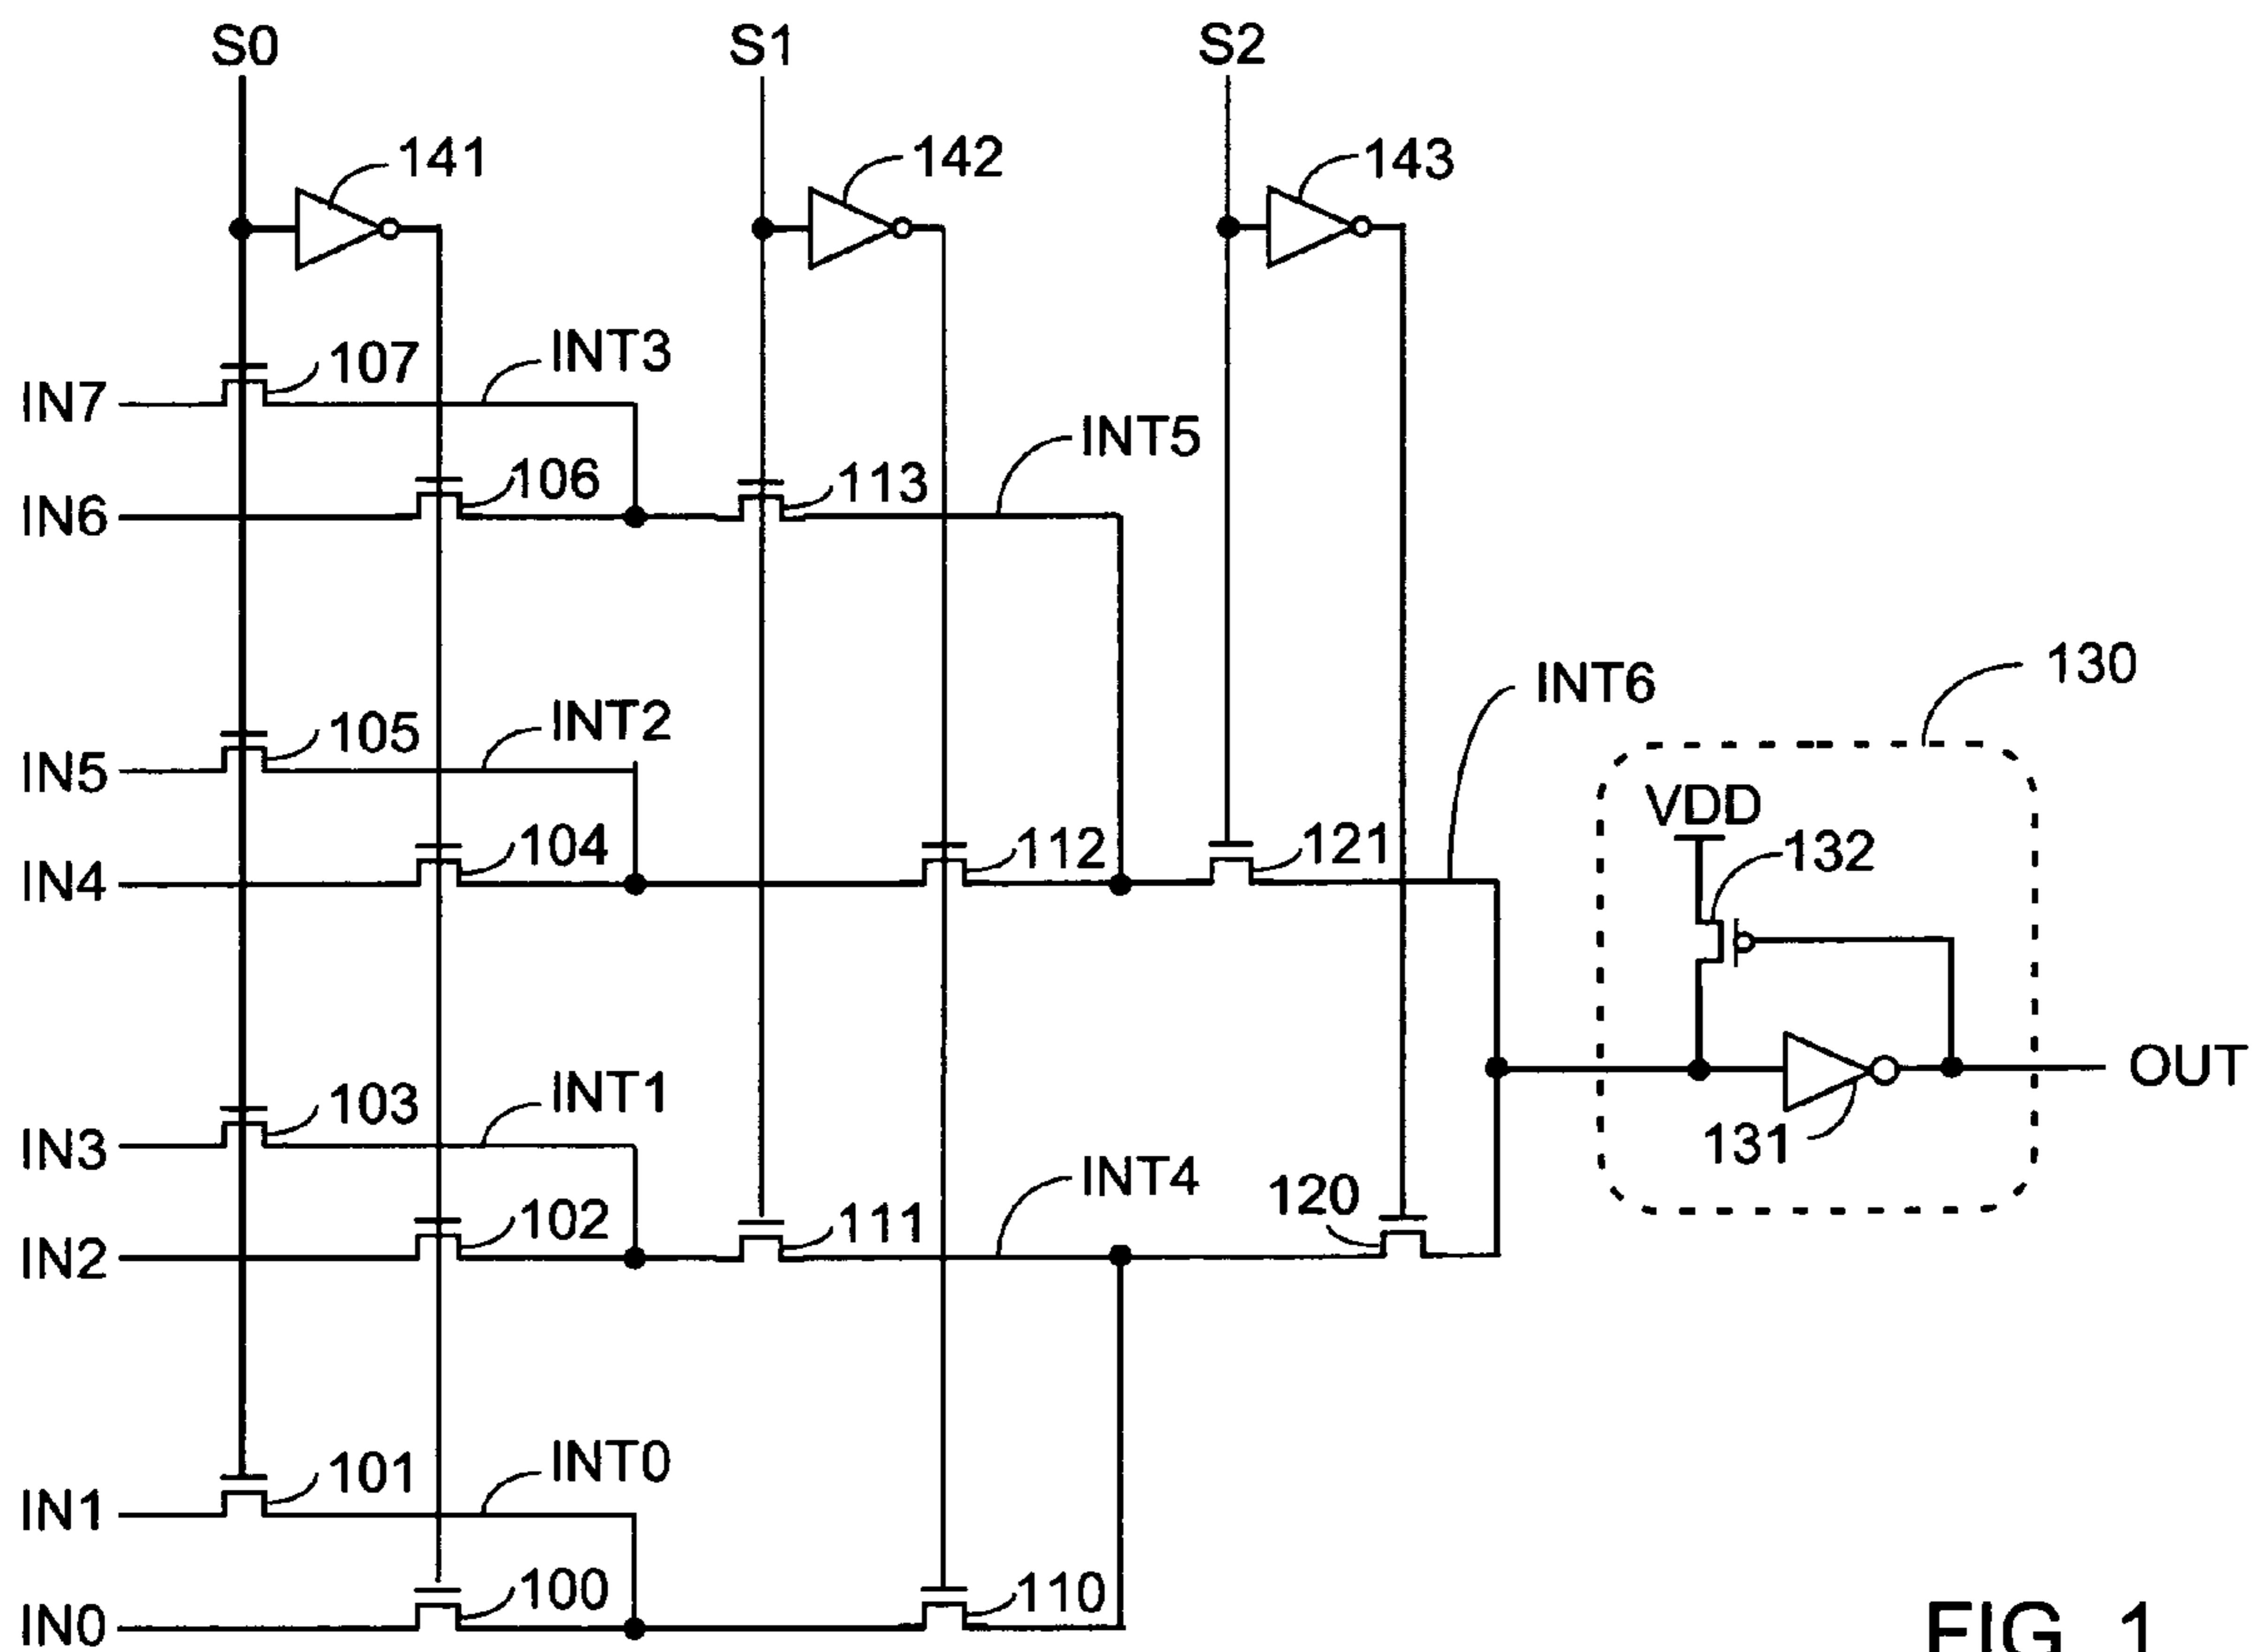 S0 S1 S2
141 142 143
107 INT3
IN7
INT5
106 113
IN6
130
INT6
105 INT2
IN5
VDD
104 112 121 132
IN4
103 INT1
OUT
IN3
131
INT4
102 111 120
IN2
101 INT0
IN1
100 110
IN0
FIG. 1